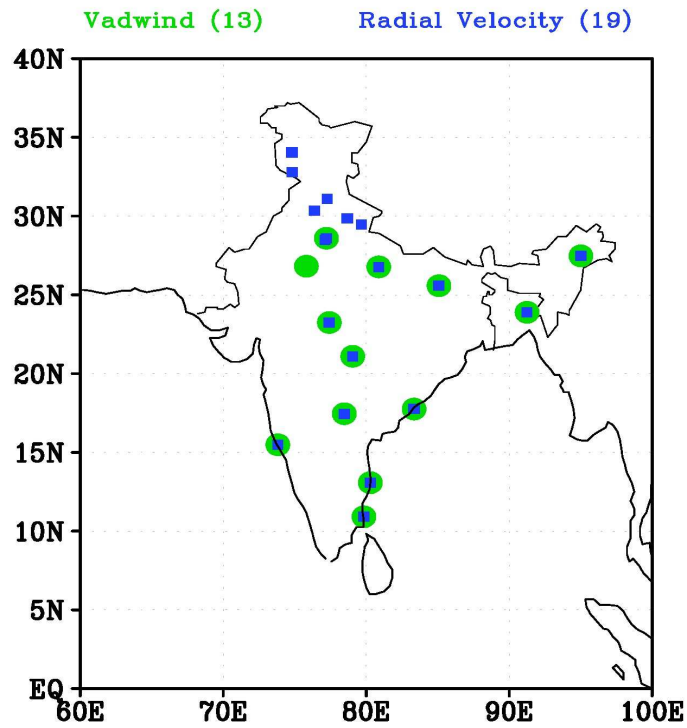 Vadwind (13) Radial Velocity (19)
40N
35N
30N
25N
20N
15N
10N
5N
EQ
60E 70E 80E 90E 100E